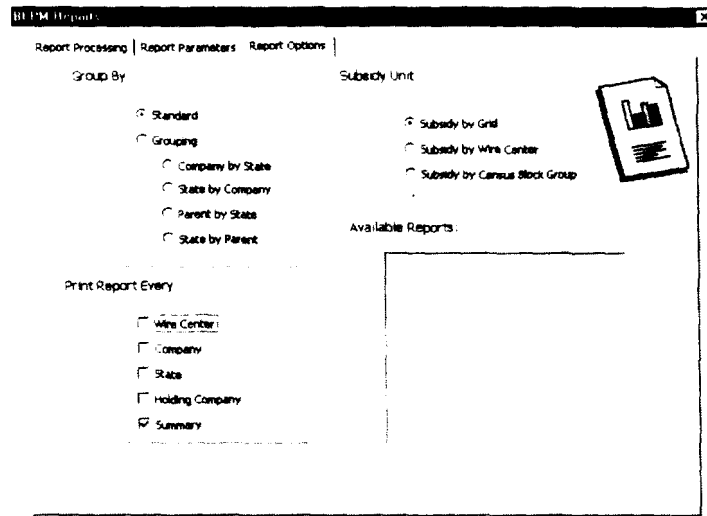 BCPM Reports
Report Processing
Report Parameters
Report Options
Group By
Standard
Grouping
Company by State
State by Company
Parent by State
State by Parent
Print Report Every
Wire Center
Company
State
Holding Company
Summary
Subsidy Unit
Subsidy by Grid
Subsidy by Wire Center
Subsidy by Census Block Group
Available Reports: